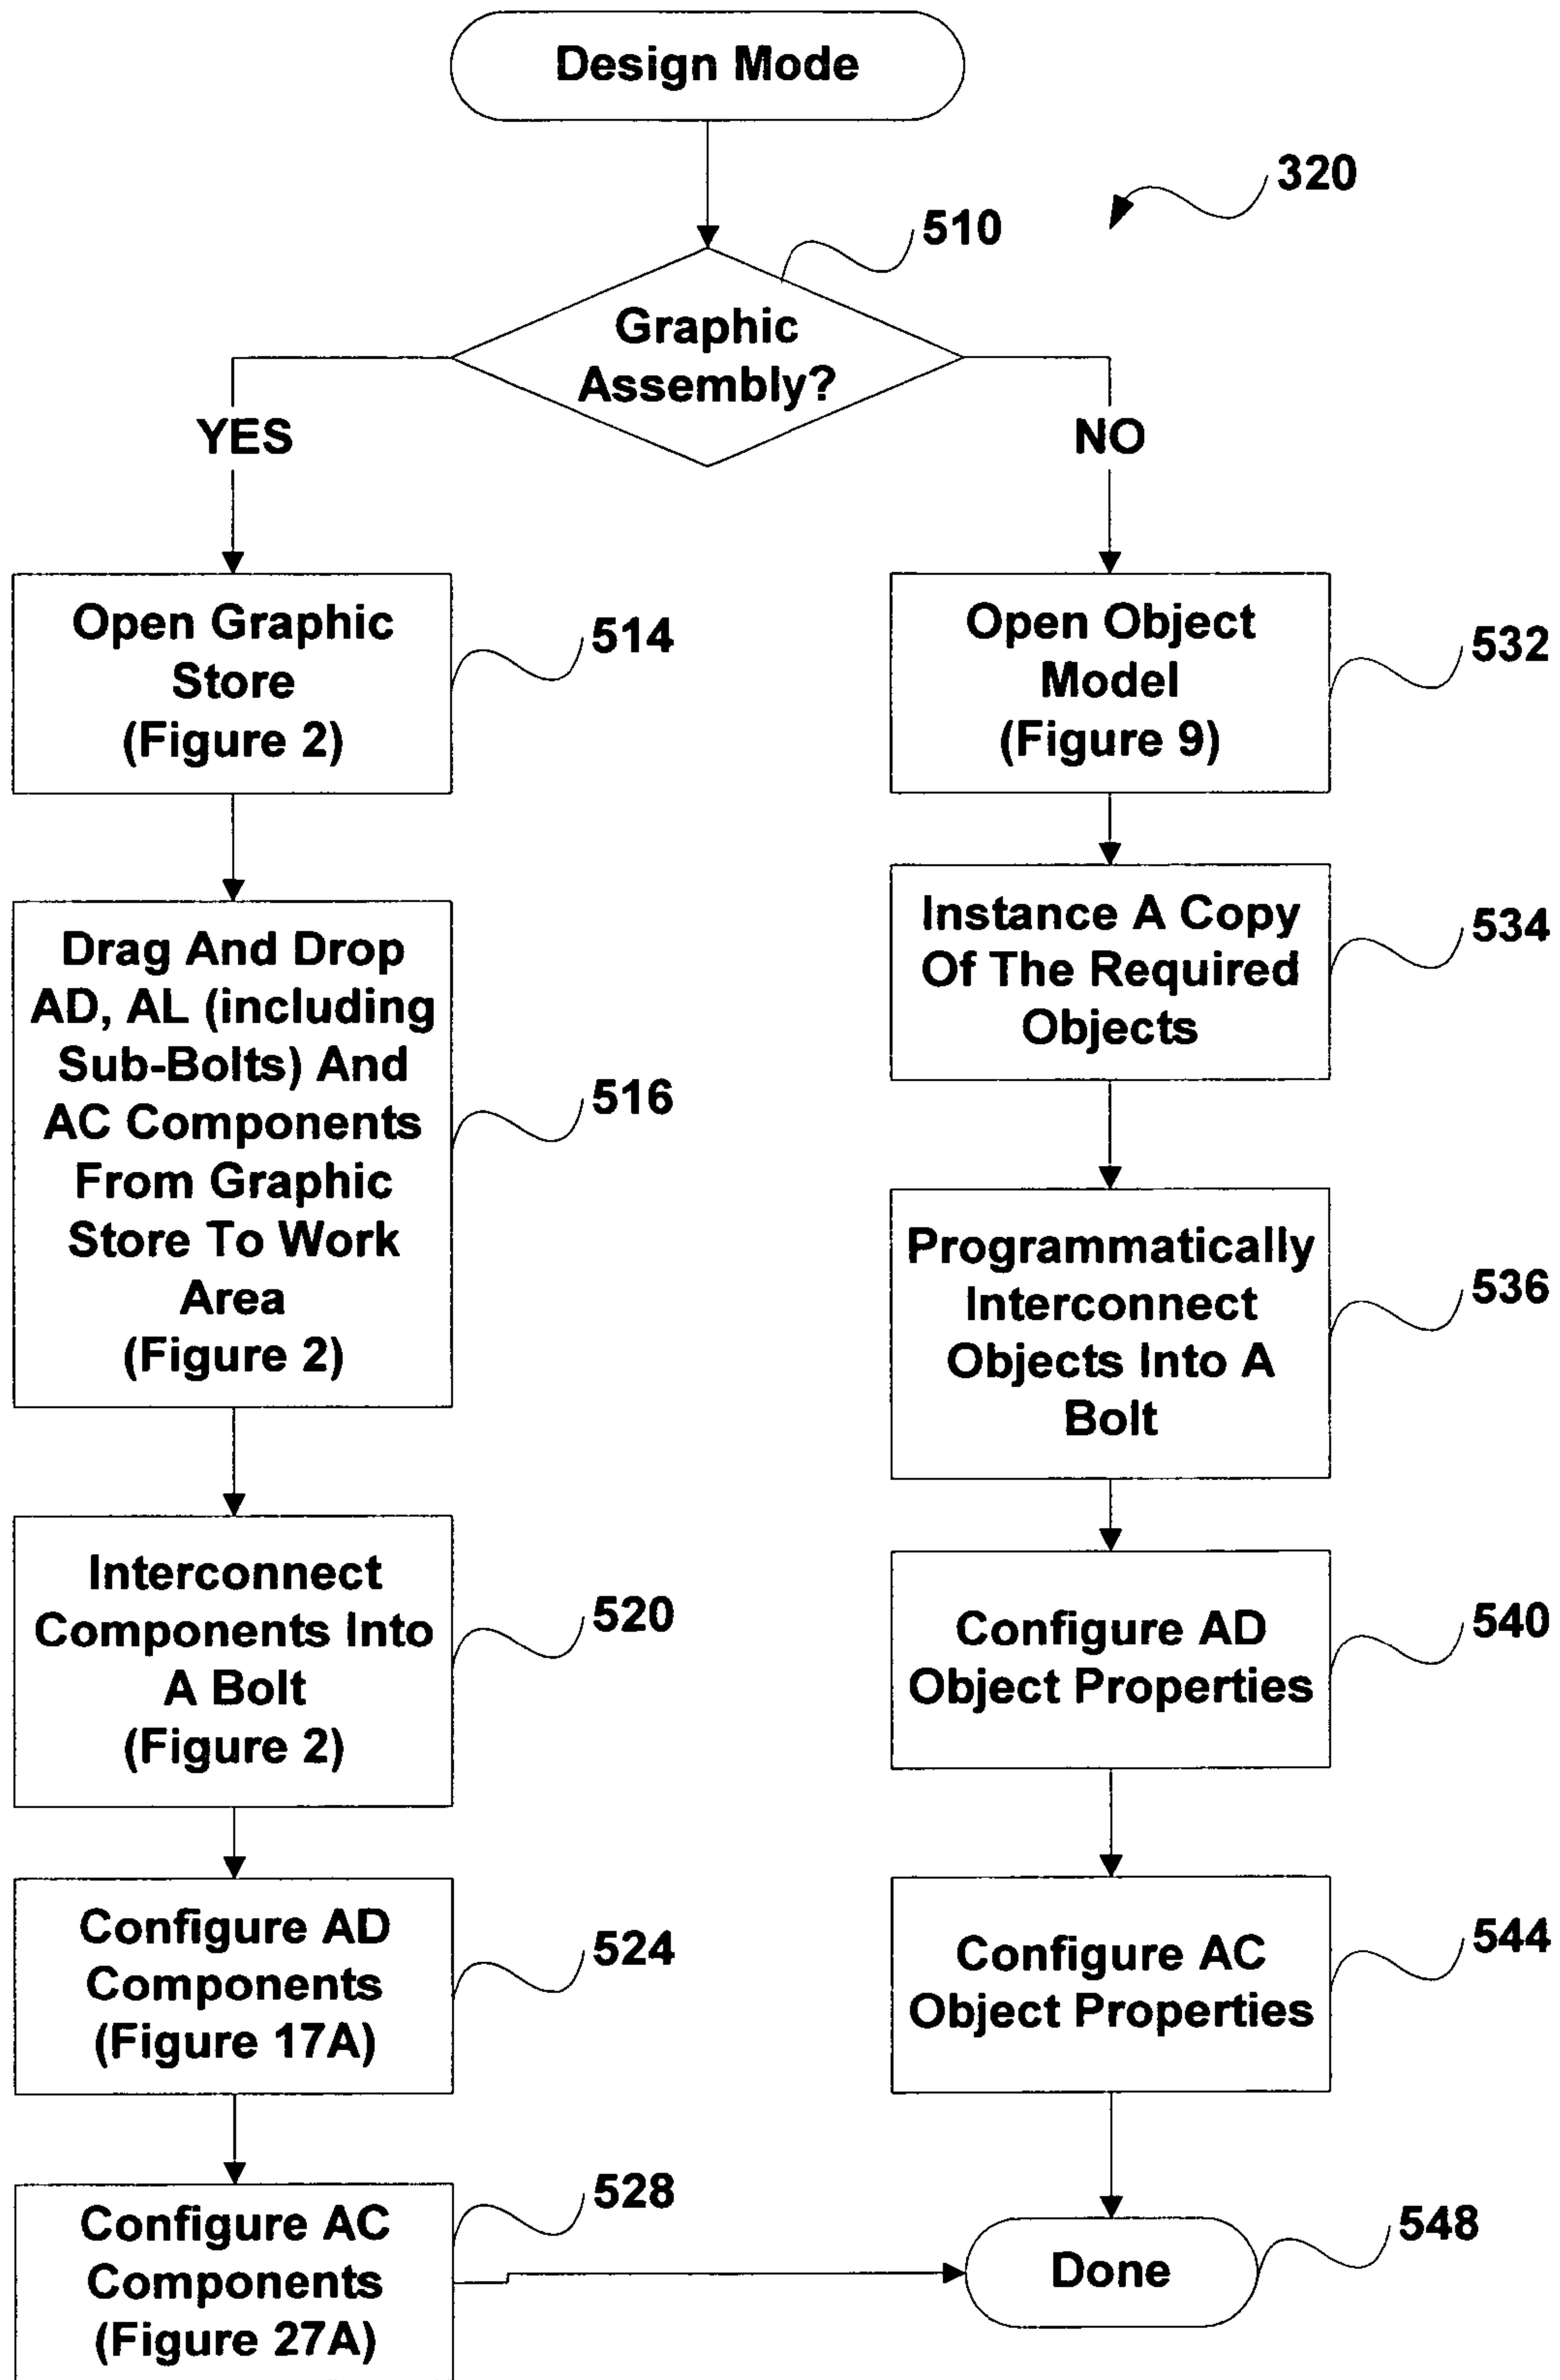 Design Mode
320
510
Graphic
Assembly?
YES
NO
Open Graphic
Store
(Figure 2)
514
Open Object
Model
(Figure 9)
532
Drag And Drop
AD, AL (including
Sub-Bolts) And
AC Components
From Graphic
Store To Work
Area
(Figure 2)
516
Instance A Copy
Of The Required
Objects
534
Programmatically
Interconnect
Objects Into A
Bolt
536
Interconnect
Components Into
A Bolt
(Figure 2)
520
Configure AD
Object Properties
540
Configure AD
Components
(Figure 17A)
524
Configure AC
Object Properties
544
Configure AC
Components
(Figure 27A)
528
Done
548